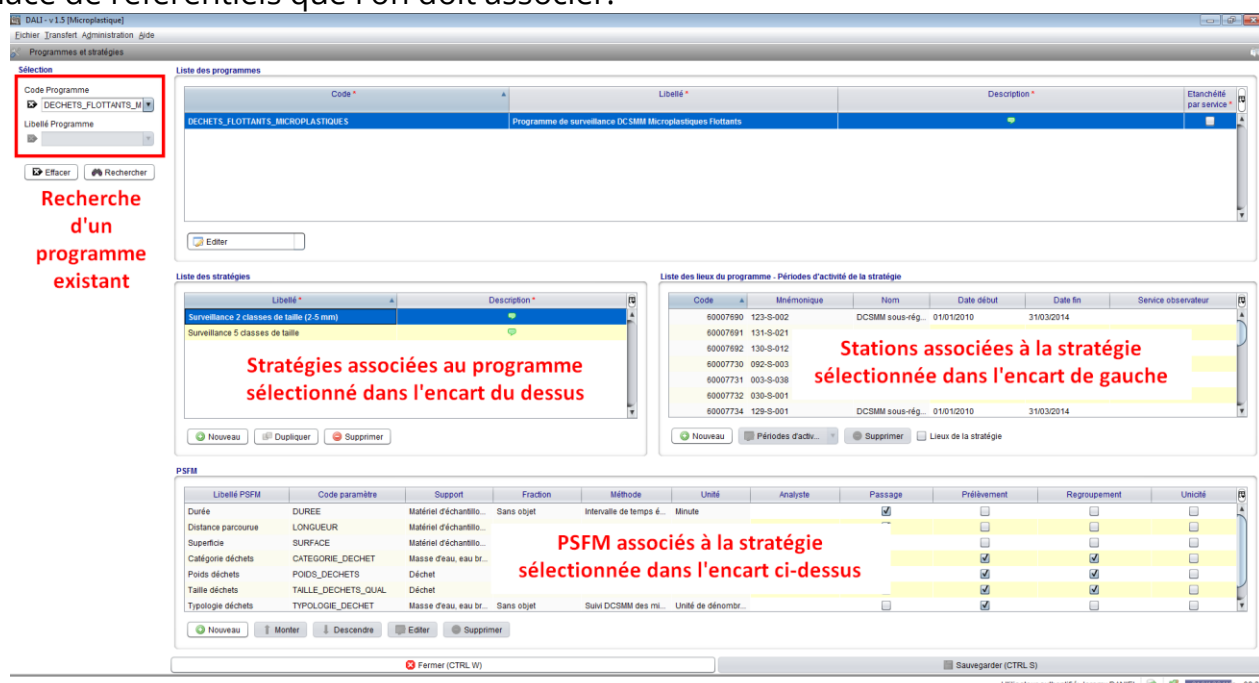 DALI - v 1.5 [Microplastique]
Fichier Transfert Administration Aide
Programmes et stratégies
Sélection
Code Programme
DECHETS_FLOTTANTS_M
Libellé Programme
Effacer Rechercher
Recherche
d'un
programme
existant
Liste des programmes
Code * Libellé * Description * Etanchéité
par service *
DECHETS_FLOTTANTS_MICROPLASTIQUES Programme de surveillance DCSMM Microplastiques Flottants
Editer
Liste des stratégies
Libellé * Description *
Surveillance 2 classes de taille (2-5 mm)
Surveillance 5 classes de taille
Stratégies associées au programme
sélectionné dans l'encart du dessus
Nouveau Dupliquer Supprimer
Liste des lieux du programme - Périodes d'activité de la stratégie
Code Mnémonique Nom Date début Date fin Service observateur
60007690 123-S-002 DCSMM sous-rég... 01/01/2010 31/03/2014
60007691 131-S-021
60007692 130-S-012
60007730 092-S-003
60007731 003-S-038
60007732 030-S-001
60007734 129-S-001 DCSMM sous-rég... 01/01/2010 31/03/2014
Stations associées à la stratégie
sélectionnée dans l'encart de gauche
Nouveau Périodes d'activ... Supprimer Lieux de la stratégie
PSFM
Libellé PSFM Code paramètre Support Fraction Méthode Unité Analyste Passage Prélèvement Regroupement Unicité
Durée DUREE Matériel d'échantillo... Sans objet Intervalle de temps é... Minute
Distance parcourue LONGUEUR Matériel d'échantillo...
Superficie SURFACE Matériel d'échantillo...
Catégorie déchets CATEGORIE_DECHET Masse d'eau, eau br...
Poids déchets POIDS_DECHETS Déchet
Taille déchets TAILLE_DECHETS_QUAL Déchet
Typologie déchets TYPOLOGIE_DECHET Masse d'eau, eau br... Sans objet Suivi DCSMM des mi... Unité de dénombr...
PSFM associés à la stratégie
sélectionnée dans l'encart ci-dessus
Nouveau Monter Descendre Editer Supprimer
Fermer (CTRL W) Sauvegarder (CTRL S)